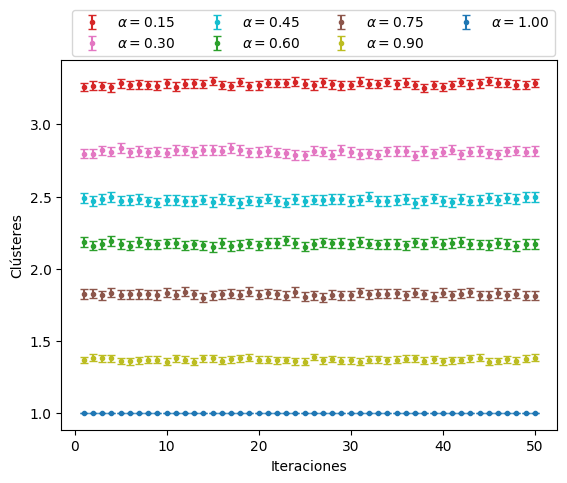 α = 0.15 α = 0.45 α = 0.75 α = 1.00
α = 0.30 α = 0.60 α = 0.90
3.0
2.5
2.0
1.5
1.0
Clústeres
0 10 20 30 40 50
Iteraciones